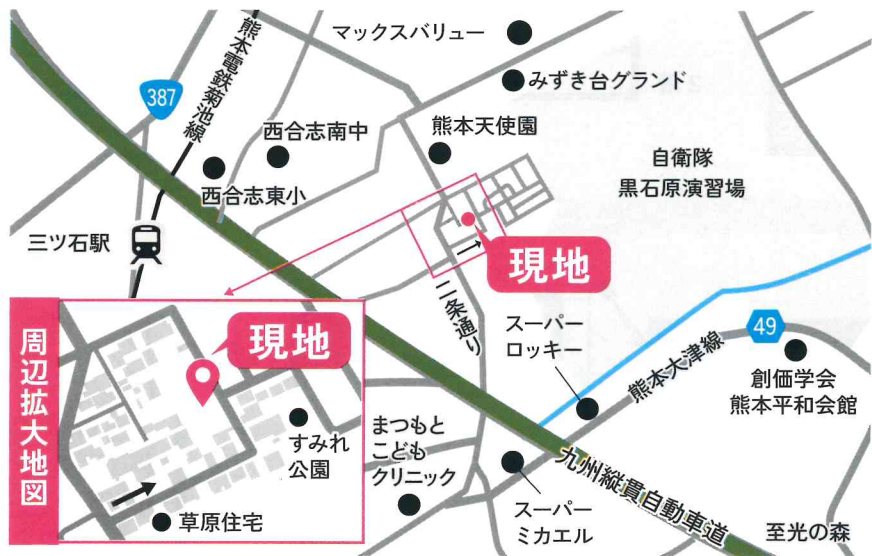 マックスバリュー
みずき台グランド
387
熊本電鉄菊池線
西合志南中
熊本天使園
西合志東小
自衛隊
黒石原演習場
三ツ石駅
現地
二条通り
スーパー
ロッキー
49
熊本大津線
創価学会
熊本平和会館
周辺拡大地図
現地
すみれ
公園
草原住宅
まつもと
こども
クリニック
スーパー
ミカエル
九州縦貫自動車道
至光の森